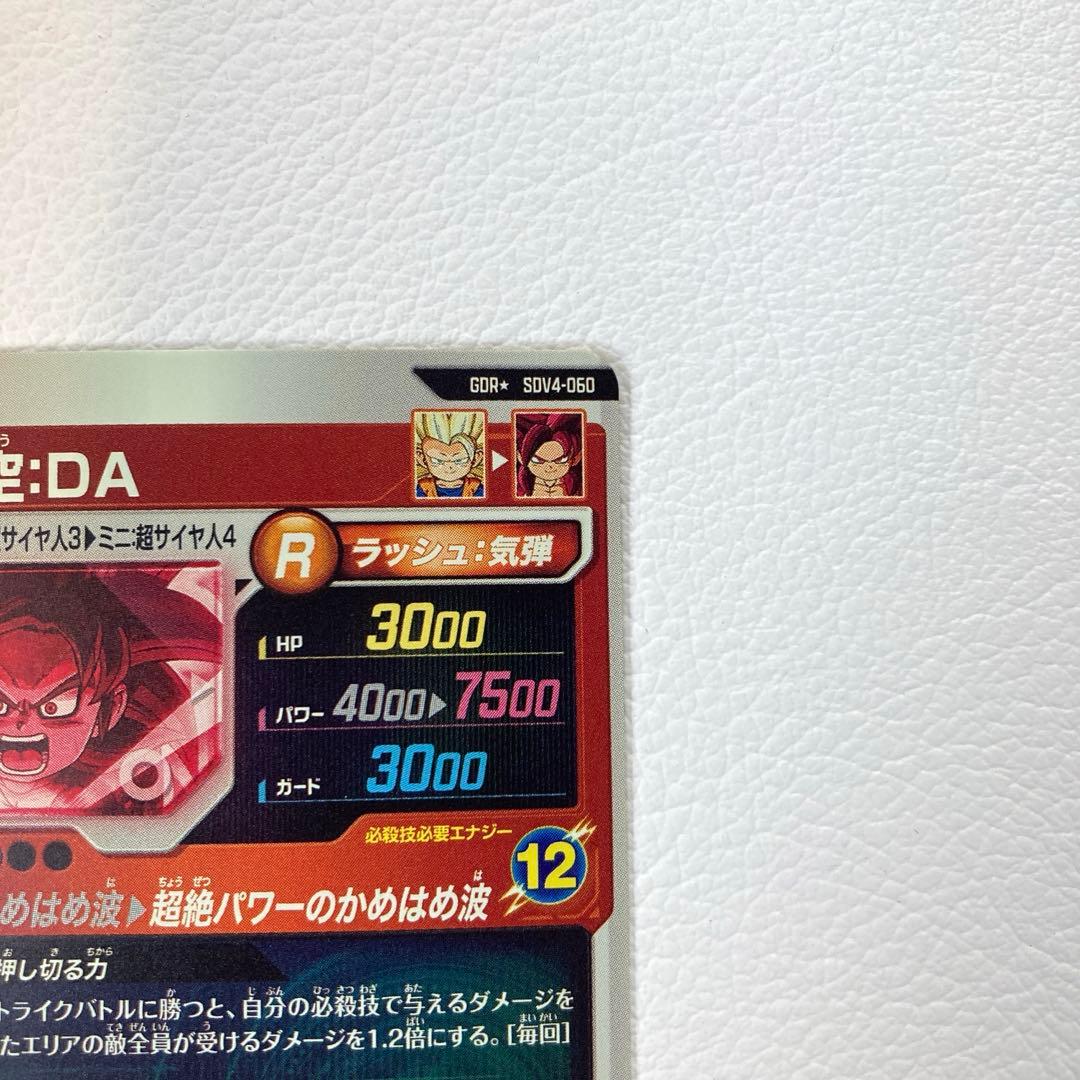 GDR★ SDV4-060
空:DA
サイヤ人3▶ミニ:超サイヤ人4
R ラッシュ:気弾
HP 3000
パワー 4000▶7500
ガード 3000
必殺技必要エナジー
12
めはめ波▶超絶パワーのかめはめ波
押し切る力
トライクバトルに勝つと、自分の必殺技で与えるダメージを
たエリアの敵全員が受けるダメージを1.2倍にする。[毎回]